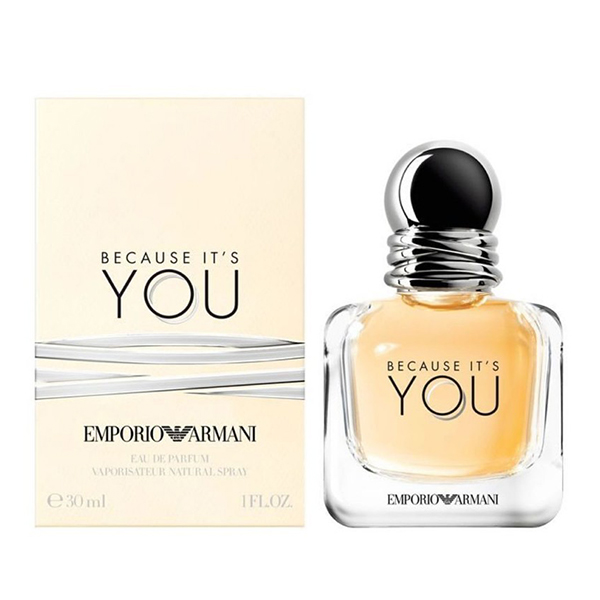 BECAUSE IT'S
YOU
EMPORIO ARMANI
EAU DE PARFUM
VAPORISATEUR NATURAL SPRAY
℮ 30 ml 1 FL.OZ.
BECAUSE IT'S
YOU
EMPORIO ARMANI